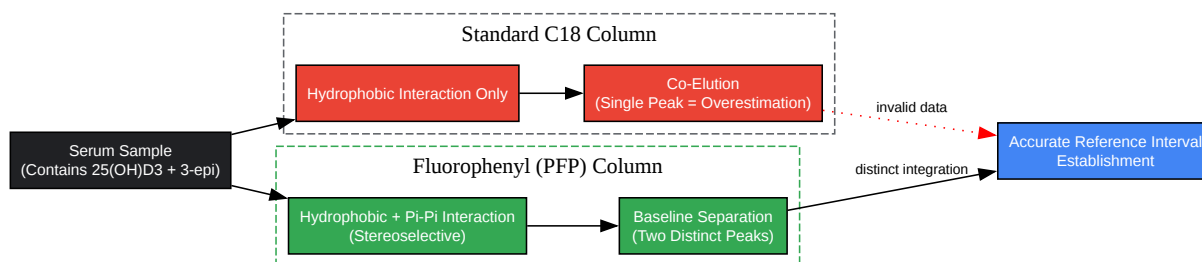 Standard C18 Column
Hydrophobic Interaction Only
Co-Elution
(Single Peak = Overestimation)
invalid data
Serum Sample
(Contains 25(OH)D3 + 3-epi)
Accurate Reference Interval
Establishment
Fluorophenyl (PFP) Column
distinct integration
Hydrophobic + Pi-Pi Interaction
(Stereoselective)
Baseline Separation
(Two Distinct Peaks)